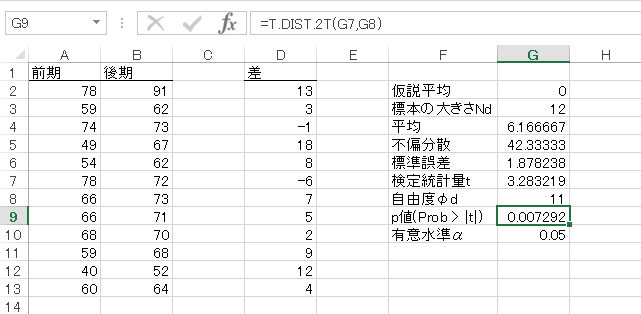 G9 fx =T.DIST.2T(G7,G8)
A B C D E F G H
1 前期 後期 差
2 78 91 13 仮説平均 0
3 59 62 3 標本の大きさNd 12
4 74 73 -1 平均 6.166667
5 49 67 18 不偏分散 42.33333
6 54 62 8 標準誤差 1.878238
7 78 72 -6 検定統計量t 3.283219
8 66 73 7 自由度φd 11
9 66 71 5 p値(Prob > |t|) 0.007292
10 68 70 2 有意水準α 0.05
11 59 68 9
12 40 52 12
13 60 64 4
14